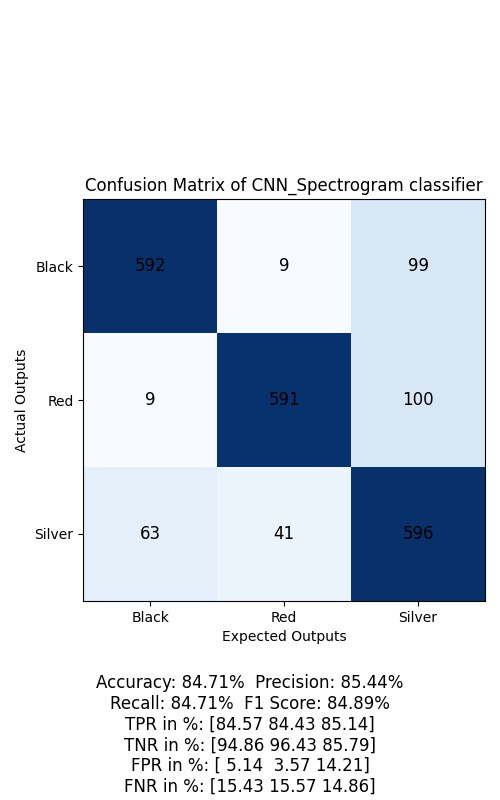 Confusion Matrix of CNN_Spectrogram classifier
Black 592 9 99
Red 9 591 100
Silver 63 41 596
Actual Outputs
Black Red Silver
Expected Outputs
Accuracy: 84.71% Precision: 85.44%
Recall: 84.71% F1 Score: 84.89%
TPR in %: [84.57 84.43 85.14]
TNR in %: [94.86 96.43 85.79]
FPR in %: [ 5.14 3.57 14.21]
FNR in %: [15.43 15.57 14.86]